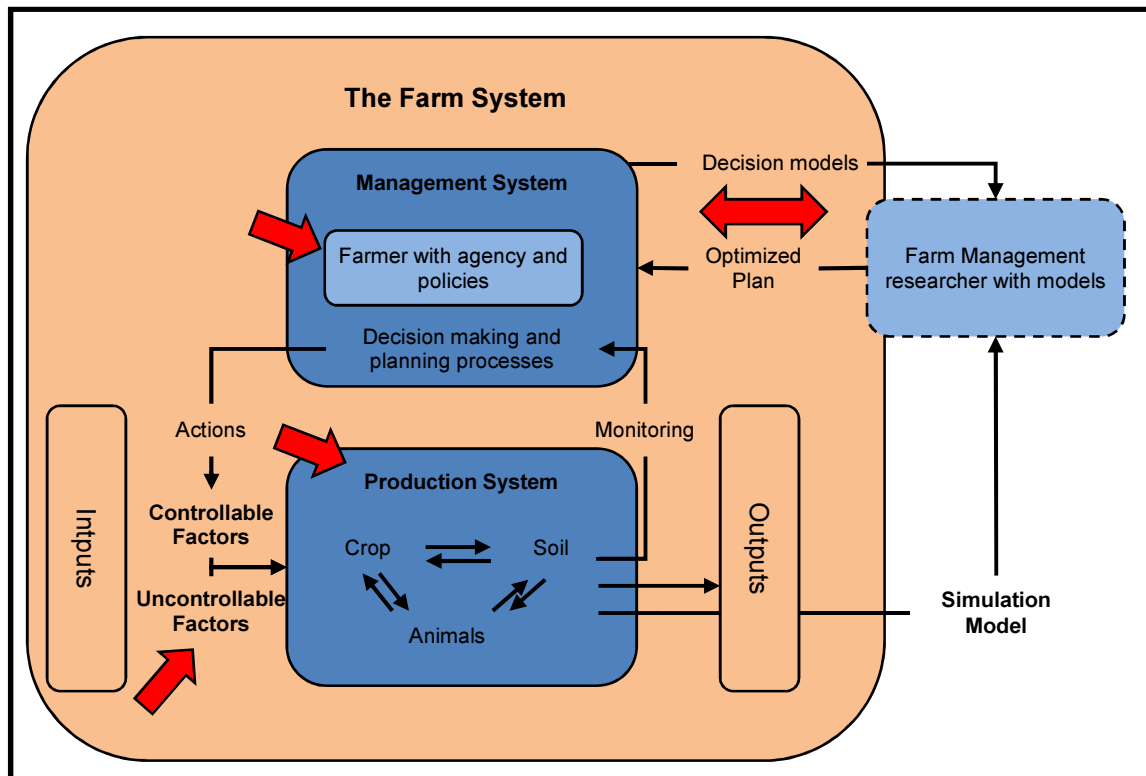 The Farm System
Management System
Farmer with agency and
policies
Decision making and
planning processes
Decision models
Optimized
Plan
Farm Management
researcher with models
Actions
Monitoring
Intputs
Controllable
Factors
Uncontrollable
Factors
Production System
Crop
Soil
Animals
Outputs
Simulation
Model